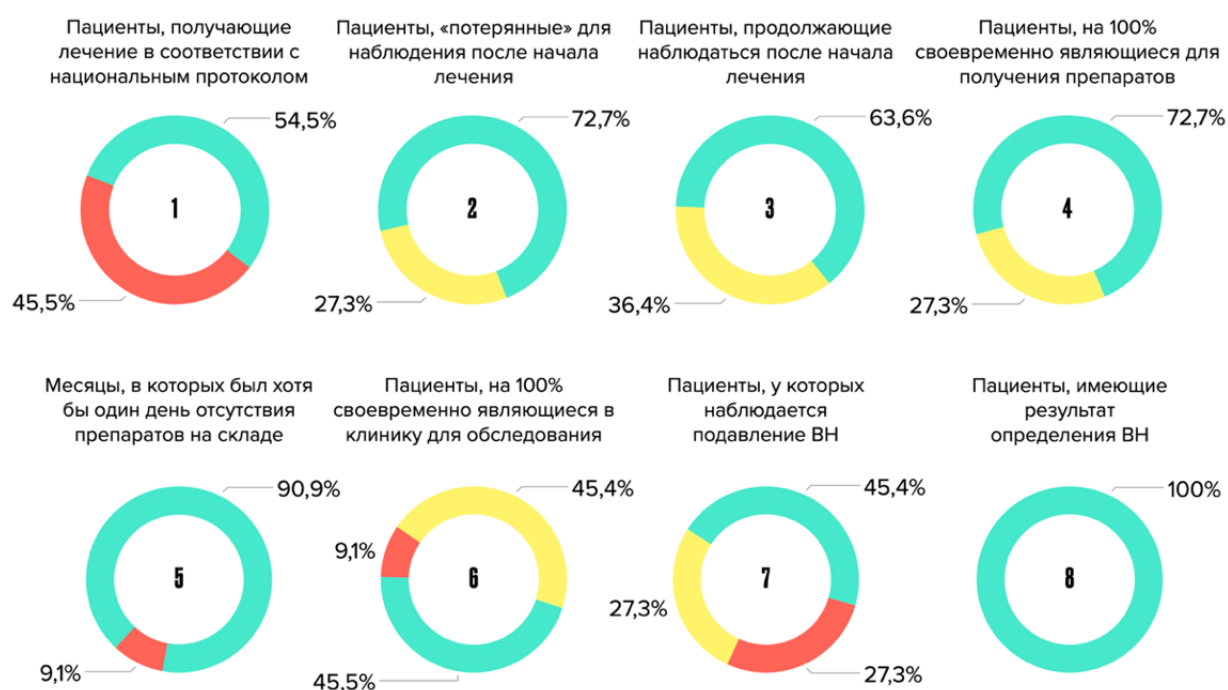 Пациенты, получающие
лечение в соответствии с
национальным протоколом
54,5%
1
45,5%
Пациенты, «потерянные» для
наблюдения после начала
лечения
72,7%
2
27,3%
Пациенты, продолжающие
наблюдаться после начала
лечения
63,6%
3
36,4%
Пациенты, на 100%
своевременно являющиеся для
получения препаратов
72,7%
4
27,3%
Месяцы, в которых был хотя
бы один день отсутствия
препаратов на складе
90,9%
5
9,1%
Пациенты, на 100%
своевременно являющиеся в
клинику для обследования
45,4%
9,1%
6
45,5%
Пациенты, у которых
наблюдается
подавление ВН
45,4%
7
27,3%
27,3%
Пациенты, имеющие
результат
определения ВН
100%
8